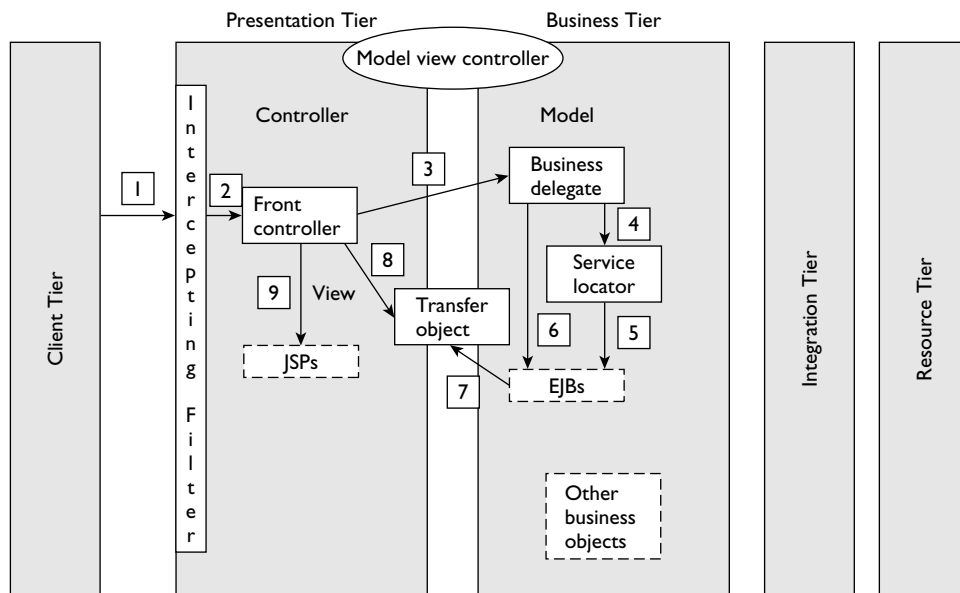 Presentation Tier
Business Tier
Model view controller
Client Tier
Intercepting Filter
Controller
Model
1
2
3
Front
controller
Business
delegate
4
8
Service
locator
9
View
Transfer
object
6
5
JSPs
7
EJBs
Other
business
objects
Integration Tier
Resource Tier